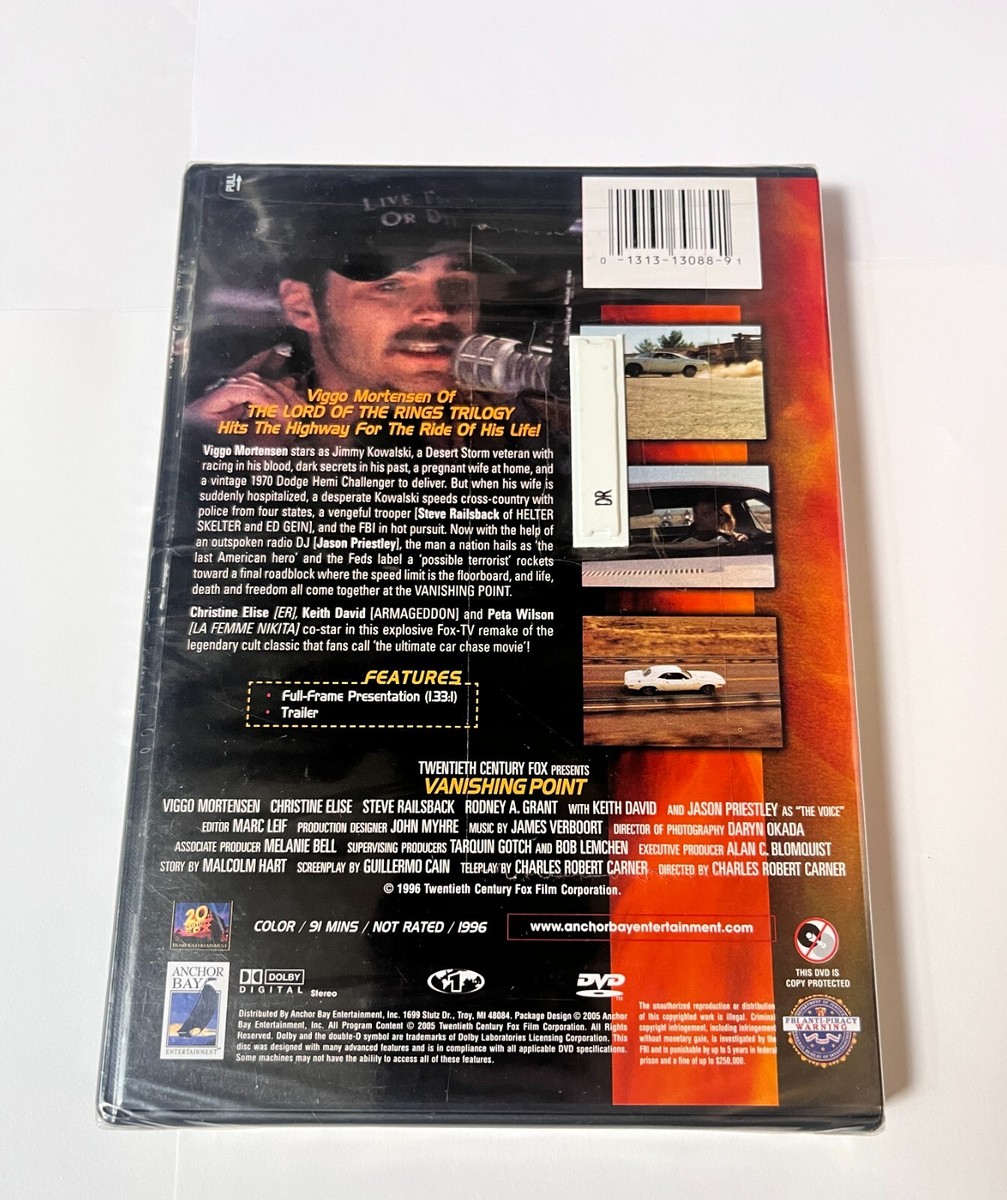 PULL
LIVE
OR
0 -1313-13088-9 1
DR
Viggo Mortensen Of
THE LORD OF THE RINGS TRILOGY
Hits The Highway For The Ride Of His Life!
Viggo Mortensen stars as Jimmy Kowalski, a Desert Storm veteran with
racing in his blood, dark secrets in his past, a pregnant wife at home, and
a vintage 1970 Dodge Hemi Challenger to deliver. But when his wife is
suddenly hospitalized, a desperate Kowalski speeds cross-country with
police from four states, a vengeful trooper [Steve Railsback of HELTER
SKELTER and ED GEIN], and the FBI in hot pursuit. Now with the help of
an outspoken radio DJ [Jason Priestley], the man a nation hails as 'the
last American hero' and the Feds label a 'possible terrorist' rockets
toward a final roadblock where the speed limit is the floorboard, and life,
death and freedom all come together at the VANISHING POINT.
Christine Elise [ER], Keith David [ARMAGEDDON] and Peta Wilson
[LA FEMME NIKITA] co-star in this explosive Fox-TV remake of the
legendary cult classic that fans call 'the ultimate car chase movie'!
FEATURES
• Full-Frame Presentation (1.33:1)
• Trailer
TWENTIETH CENTURY FOX PRESENTS
VANISHING POINT
VIGGO MORTENSEN CHRISTINE ELISE STEVE RAILSBACK RODNEY A. GRANT WITH KEITH DAVID AND JASON PRIESTLEY AS "THE VOICE"
EDITOR MARC LEIF PRODUCTION DESIGNER JOHN MYHRE MUSIC BY JAMES VERBOORT DIRECTOR OF PHOTOGRAPHY DARYN OKADA
ASSOCIATE PRODUCER MELANIE BELL SUPERVISING PRODUCERS TARQUIN GOTCH AND BOB LEMCHEN EXECUTIVE PRODUCER ALAN C. BLOMQUIST
STORY BY MALCOLM HART SCREENPLAY BY GUILLERMO CAIN TELEPLAY BY CHARLES ROBERT CARNER DIRECTED BY CHARLES ROBERT CARNER
© 1996 Twentieth Century Fox Film Corporation.
20th CENTURY FOX
HOME ENTERTAINMENT
COLOR / 91 MINS / NOT RATED / 1996
www.anchorbayentertainment.com
THIS DVD IS
COPY PROTECTED
ANCHOR
BAY
ENTERTAINMENT
DOLBY
DIGITAL Stereo
1
DVD
Distributed By Anchor Bay Entertainment, Inc. 1699 Stutz Dr., Troy, MI 48084. Package Design © 2005 Anchor
Bay Entertainment, Inc. All Program Content © 2005 Twentieth Century Fox Film Corporation. All Rights
Reserved. Dolby and the double-D symbol are trademarks of Dolby Laboratories Licensing Corporation. This
disc was designed with many advanced features and is in compliance with all applicable DVD specifications.
Some machines may not have the ability to access all of these features.
The unauthorized reproduction or distribution
of this copyrighted work is illegal. Criminal
copyright infringement, including infringement
without monetary gain, is investigated by the
FBI and is punishable by up to 5 years in federal
prison and a fine of up to $250,000.
FBI ANTI-PIRACY
WARNING